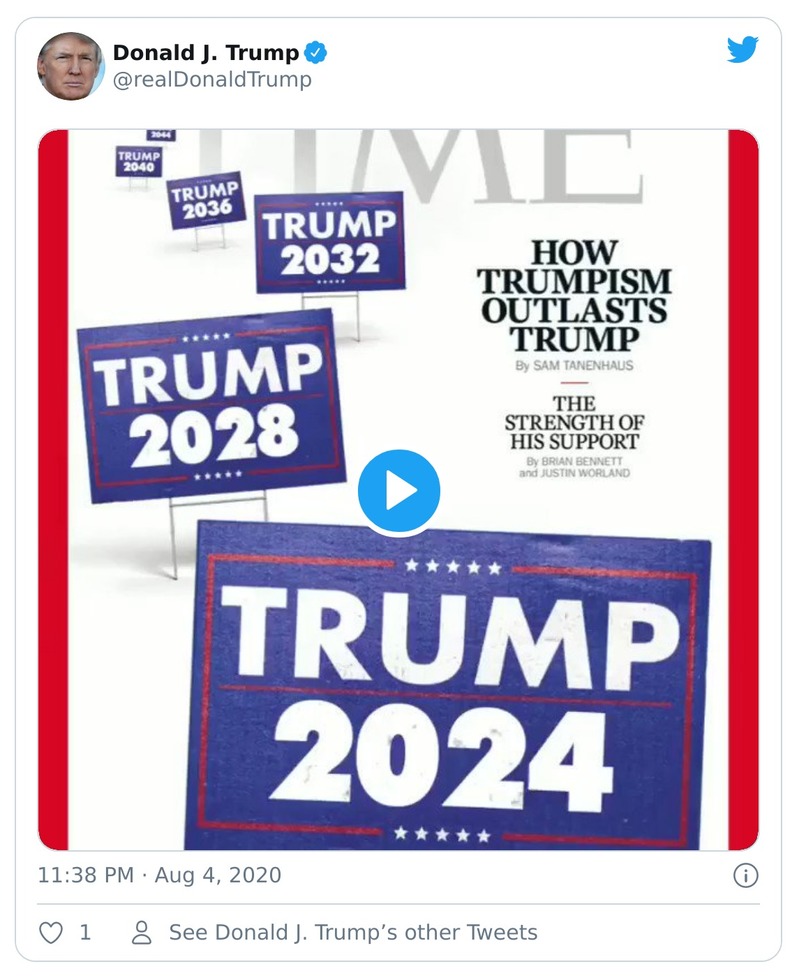 Donald J. Trump
@realDonaldTrump
TIME
2044
TRUMP
2040
TRUMP
2036
TRUMP
2032
HOW
TRUMPISM
OUTLASTS
TRUMP
By SAM TANENHAUS
THE
STRENGTH OF
HIS SUPPORT
By BRIAN BENNETT
and JUSTIN WORLAND
TRUMP
2028
TRUMP
2024
11:38 PM · Aug 4, 2020
1
See Donald J. Trump’s other Tweets